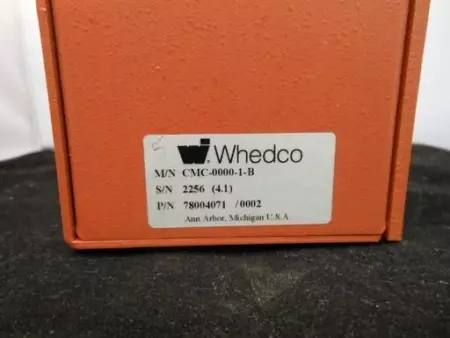 Whedco
M/N CMC-0000-1-B
S/N 2256 (4.1)
P/N 78004071 /0002
Ann Arbor, Michigan U.S.A.